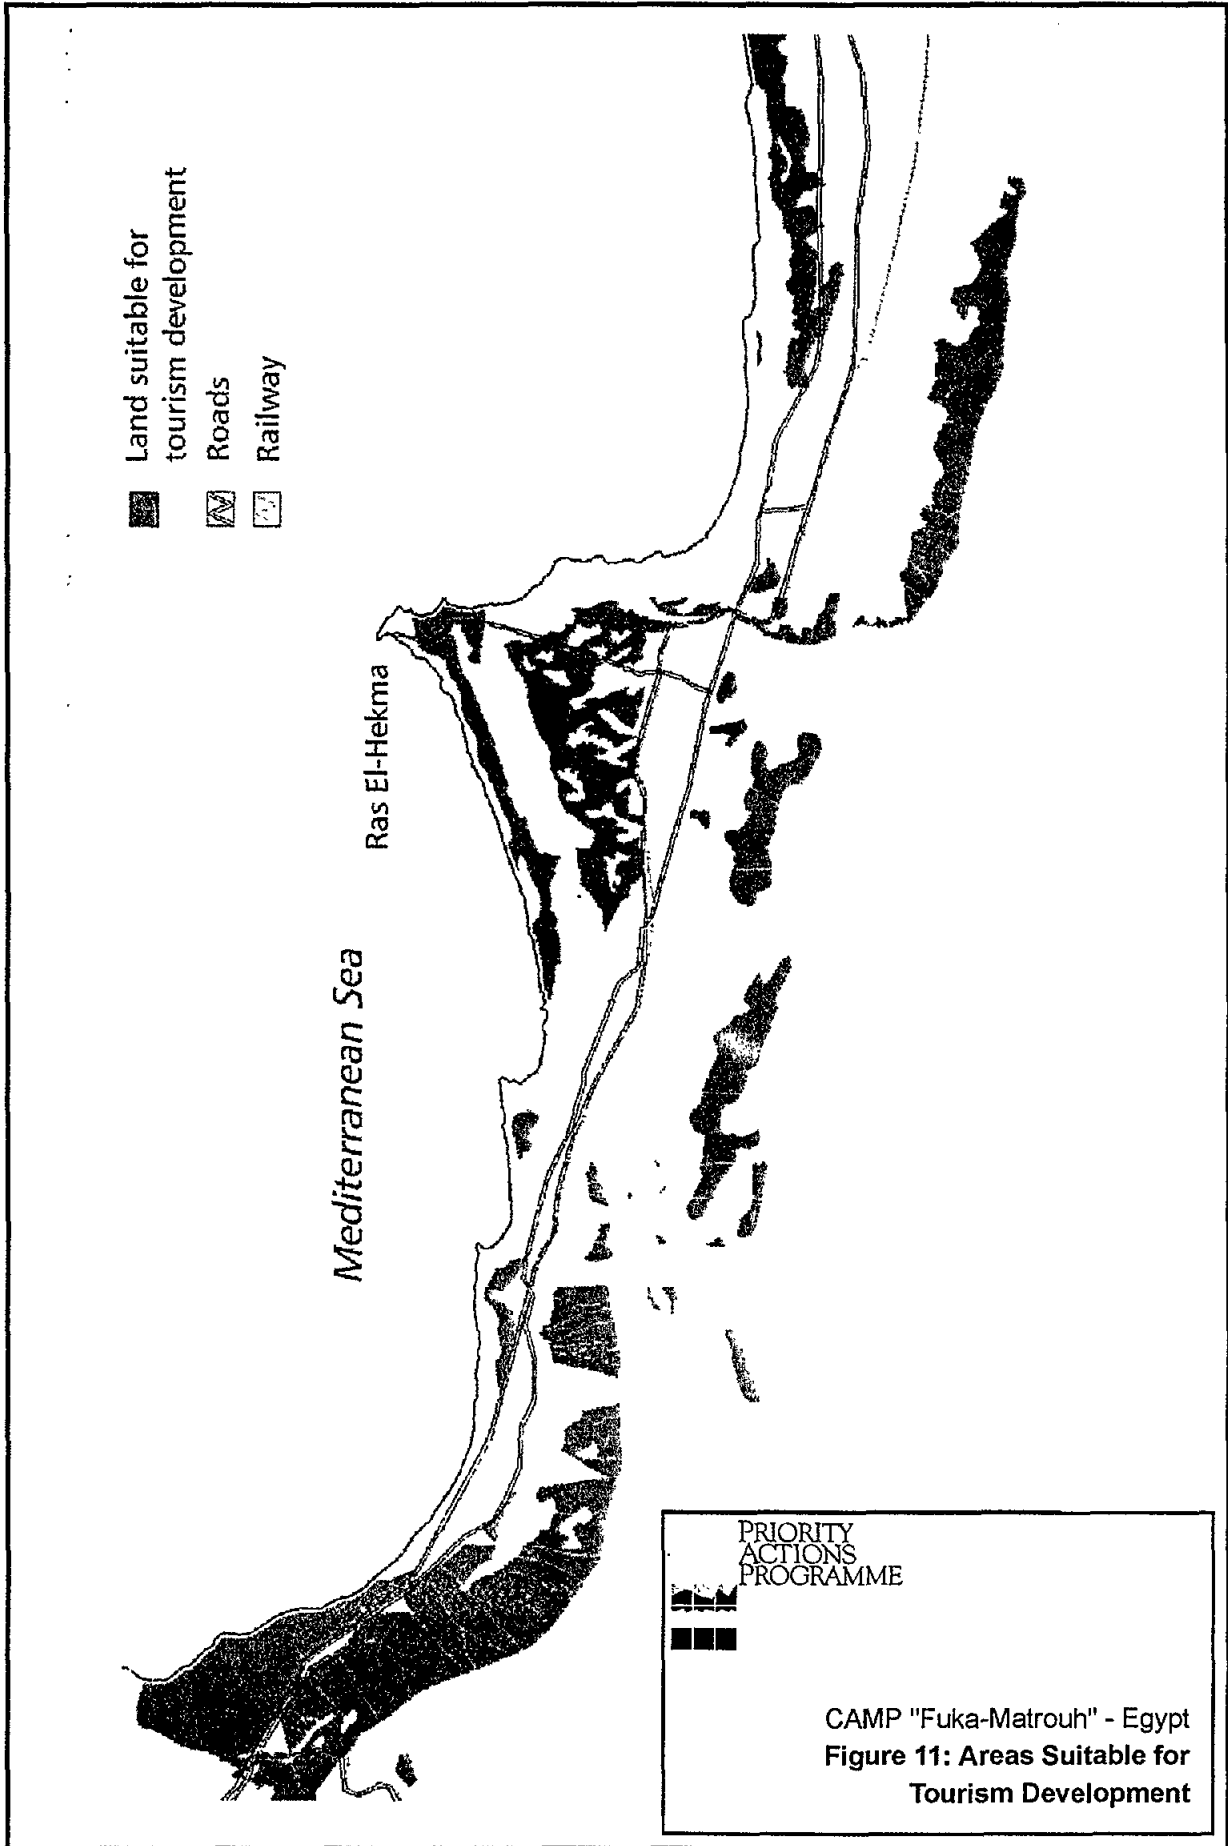 Land suitable for
tourism development
Roads
Railway
Ras El-Hekma
Mediterranean Sea
PRIORITY
ACTIONS
PROGRAMME
CAMP "Fuka-Matrouh" - Egypt
Figure 11: Areas Suitable for
Tourism Development